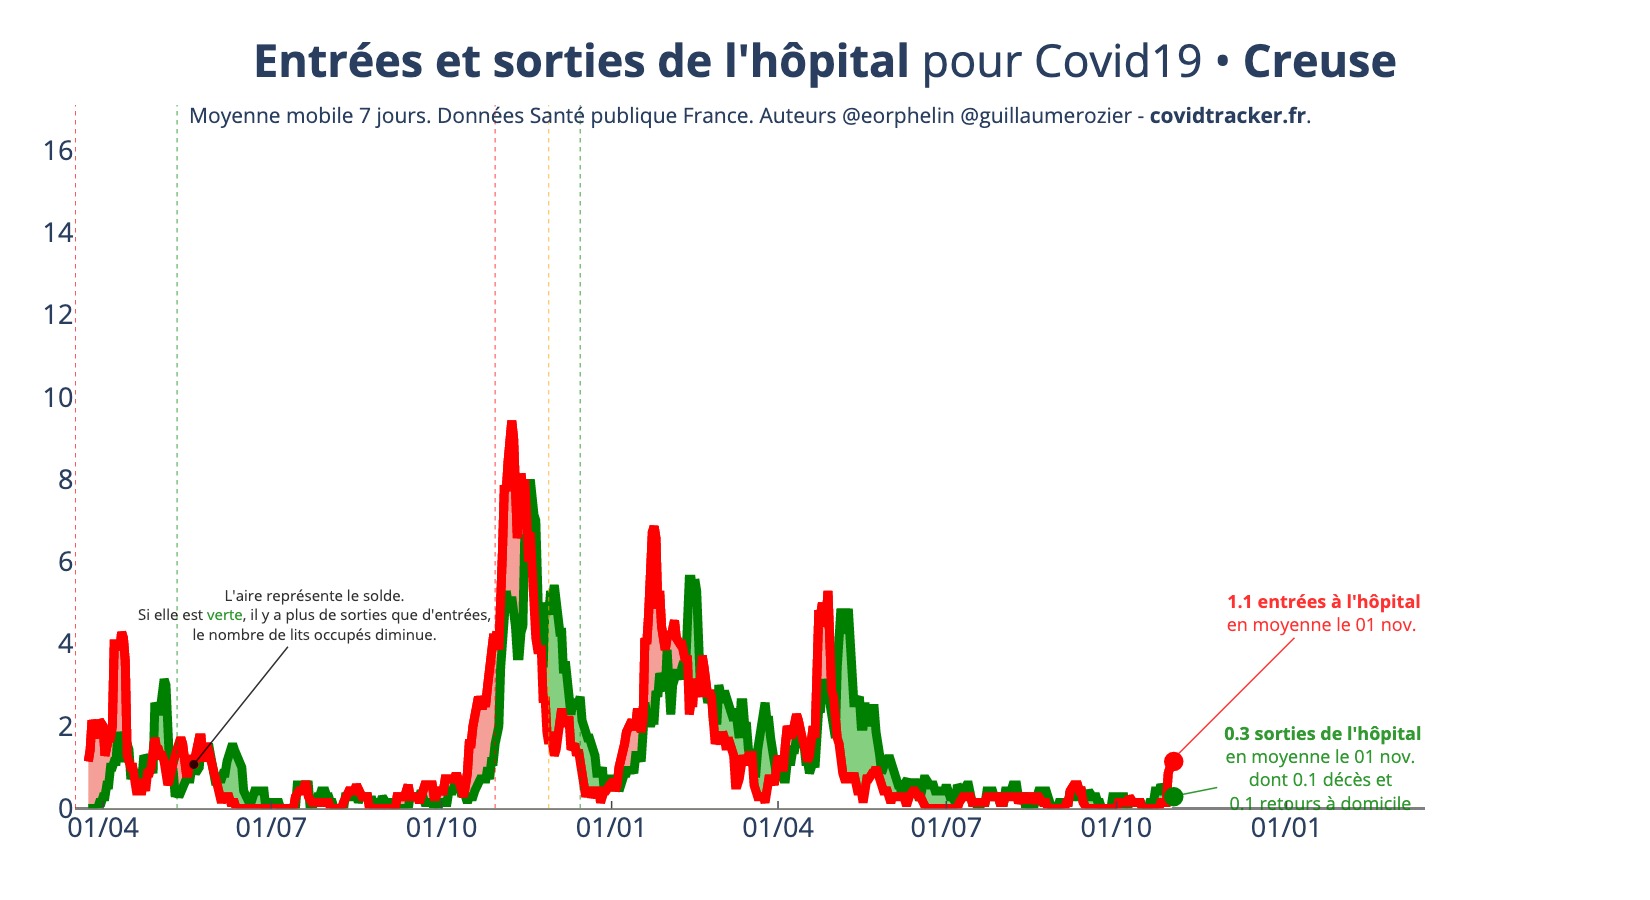 Entrées et sorties de l'hôpital pour Covid19 • Creuse
Moyenne mobile 7 jours. Données Santé publique France. Auteurs @eorphelin @guillaumerozier - covidtracker.fr.
16
14
12
10
8
6
4
2
0
L'aire représente le solde.
Si elle est verte, il y a plus de sorties que d'entrées,
le nombre de lits occupés diminue.
1.1 entrées à l'hôpital
en moyenne le 01 nov.
0.3 sorties de l'hôpital
en moyenne le 01 nov.
dont 0.1 décès et
0.1 retours à domicile
01/04 01/07 01/10 01/01 01/04 01/07 01/10 01/01